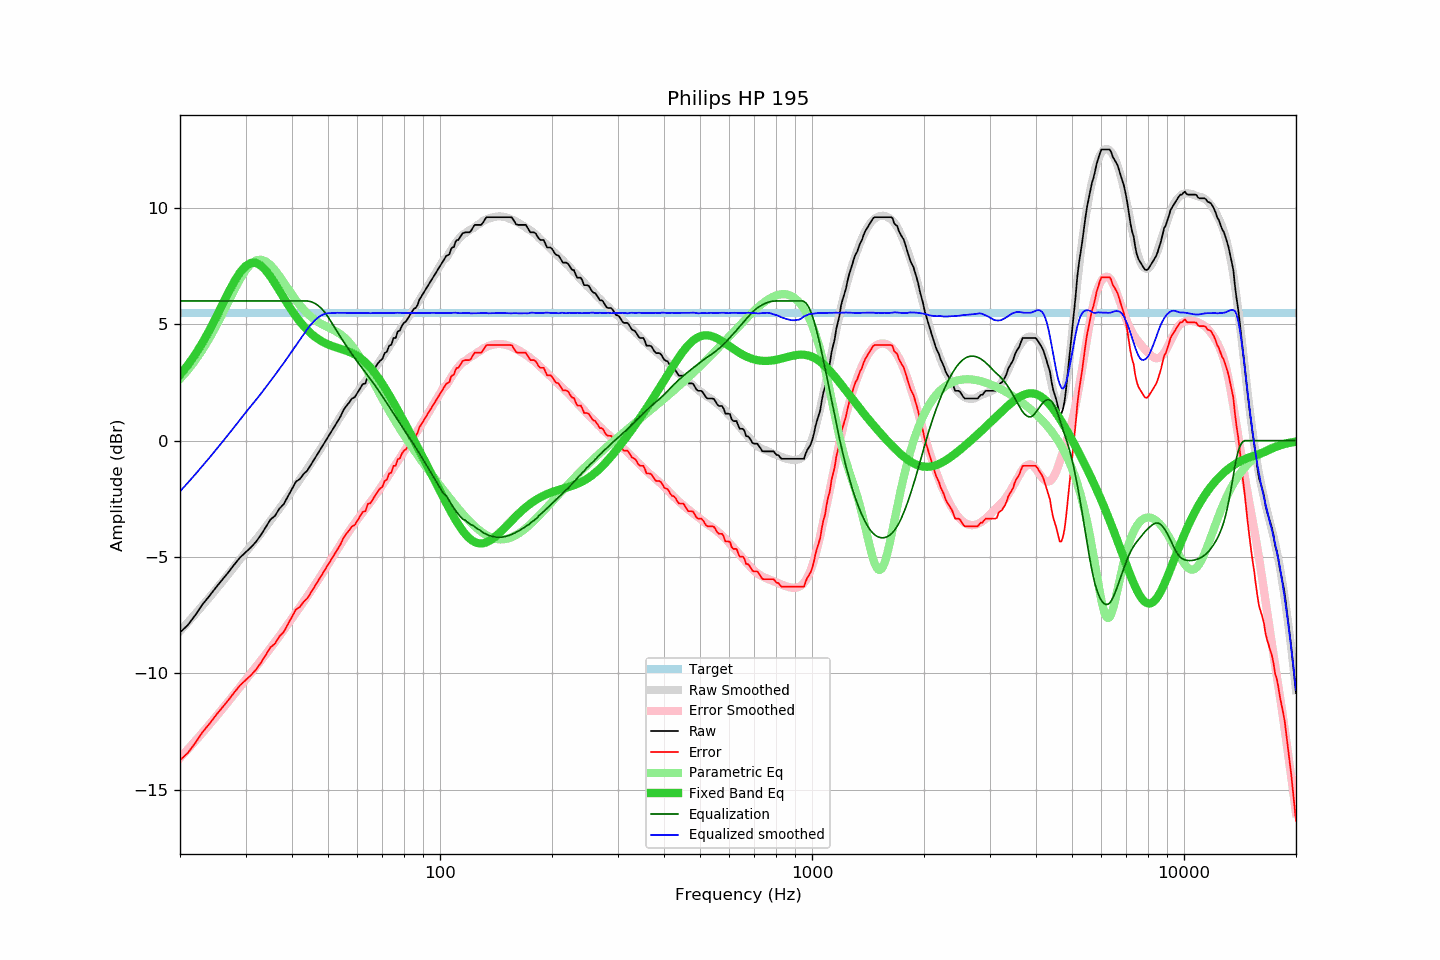 Philips HP 195
10
5
0
−5
−10
−15
Amplitude (dBr)
100
1000
10000
Frequency (Hz)
Target
Raw Smoothed
Error Smoothed
Raw
Error
Parametric Eq
Fixed Band Eq
Equalization
Equalized smoothed